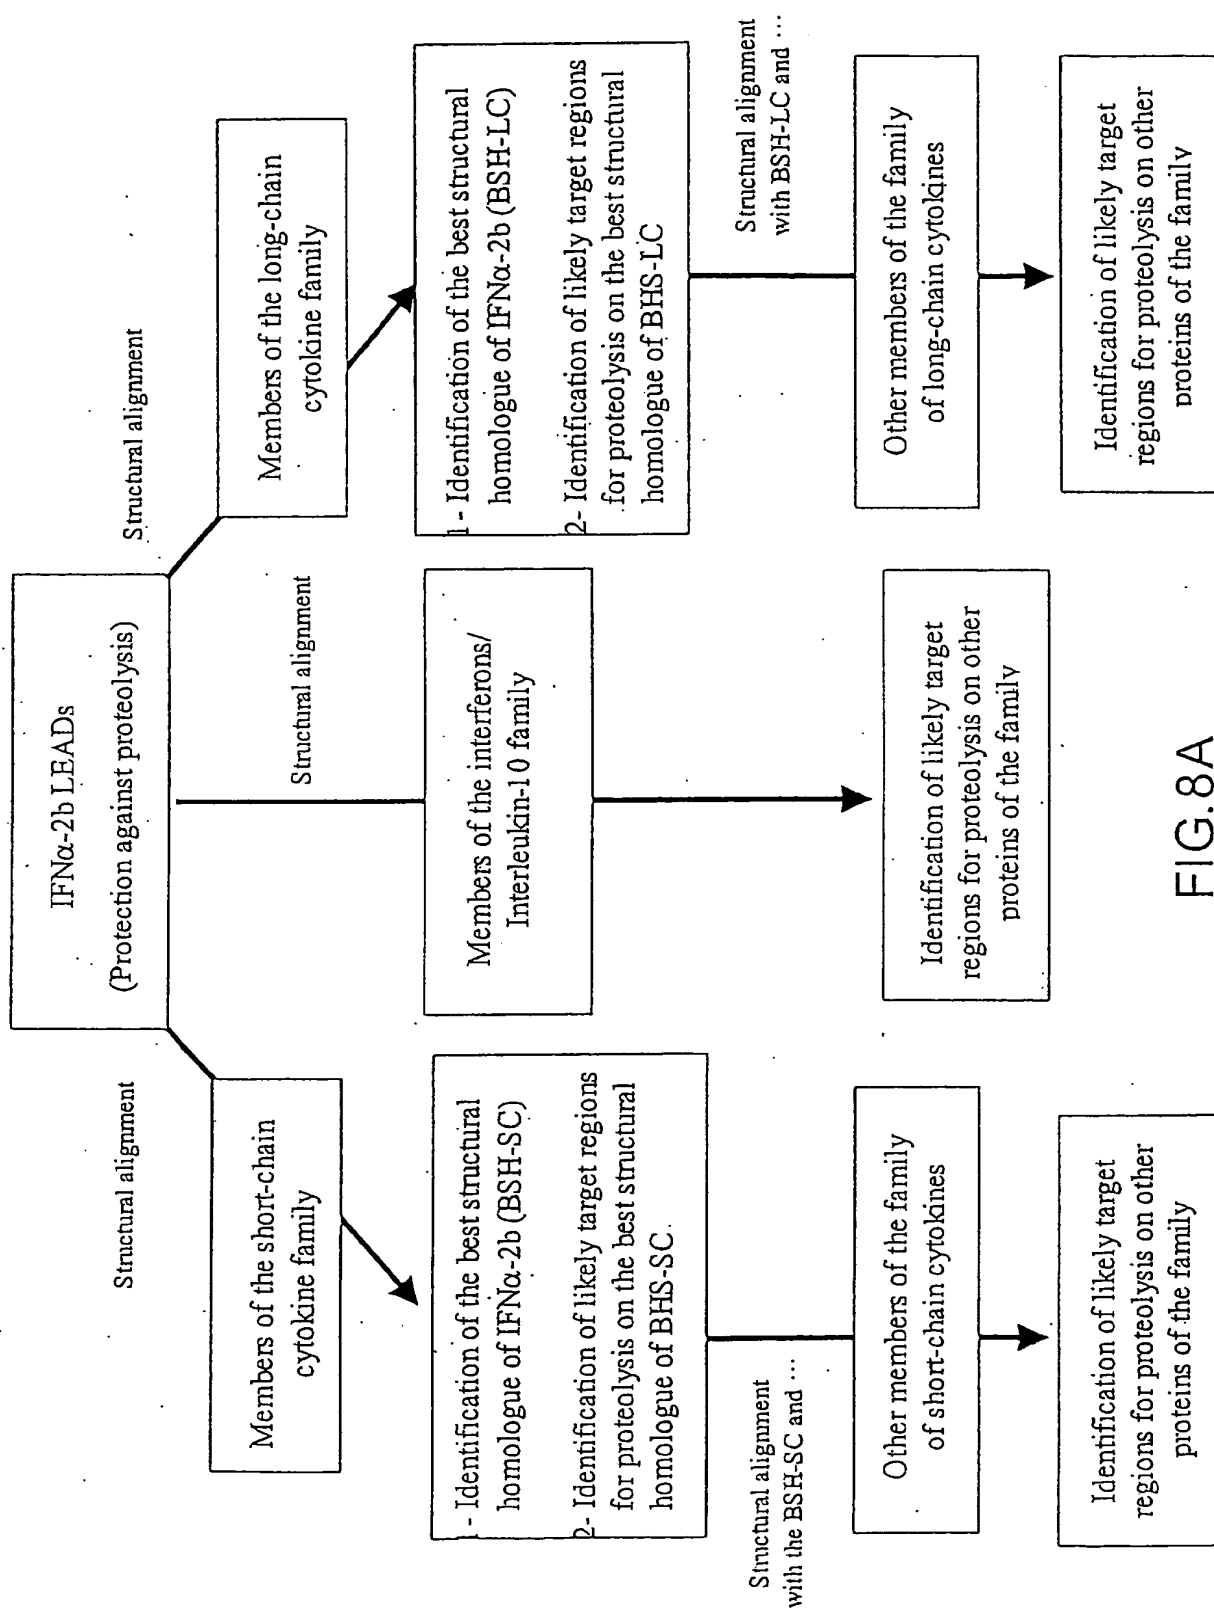 IFNα-2b LEADs
(Protection against proteolysis)
Structural alignment
Structural alignment
Structural alignment
Members of the short-chain
cytokine family
1- Identification of the best structural
homologue of IFNα-2b (BSH-SC)
2- Identification of likely target regions
for proteolysis on the best structural
homologue of BHS-SC.
Structural alignment
with the BSH-SC and ...
Other members of the family
of short-chain cytokines
Identification of likely target
regions for proteolysis on other
proteins of the family
Members of the interferons/
Interleukin-10 family
Identification of likely target
regions for proteolysis on other
proteins of the family
Members of the long-chain
cytokine family
1- Identification of the best structural
homologue of IFNα-2b (BSH-LC)
2- Identification of likely target regions
for proteolysis on the best structural
homologue of BHS-LC
Structural alignment
with BSH-LC and ...
Other members of the family
of long-chain cytokines
Identification of likely target
regions for proteolysis on other
proteins of the family
FIG.8A